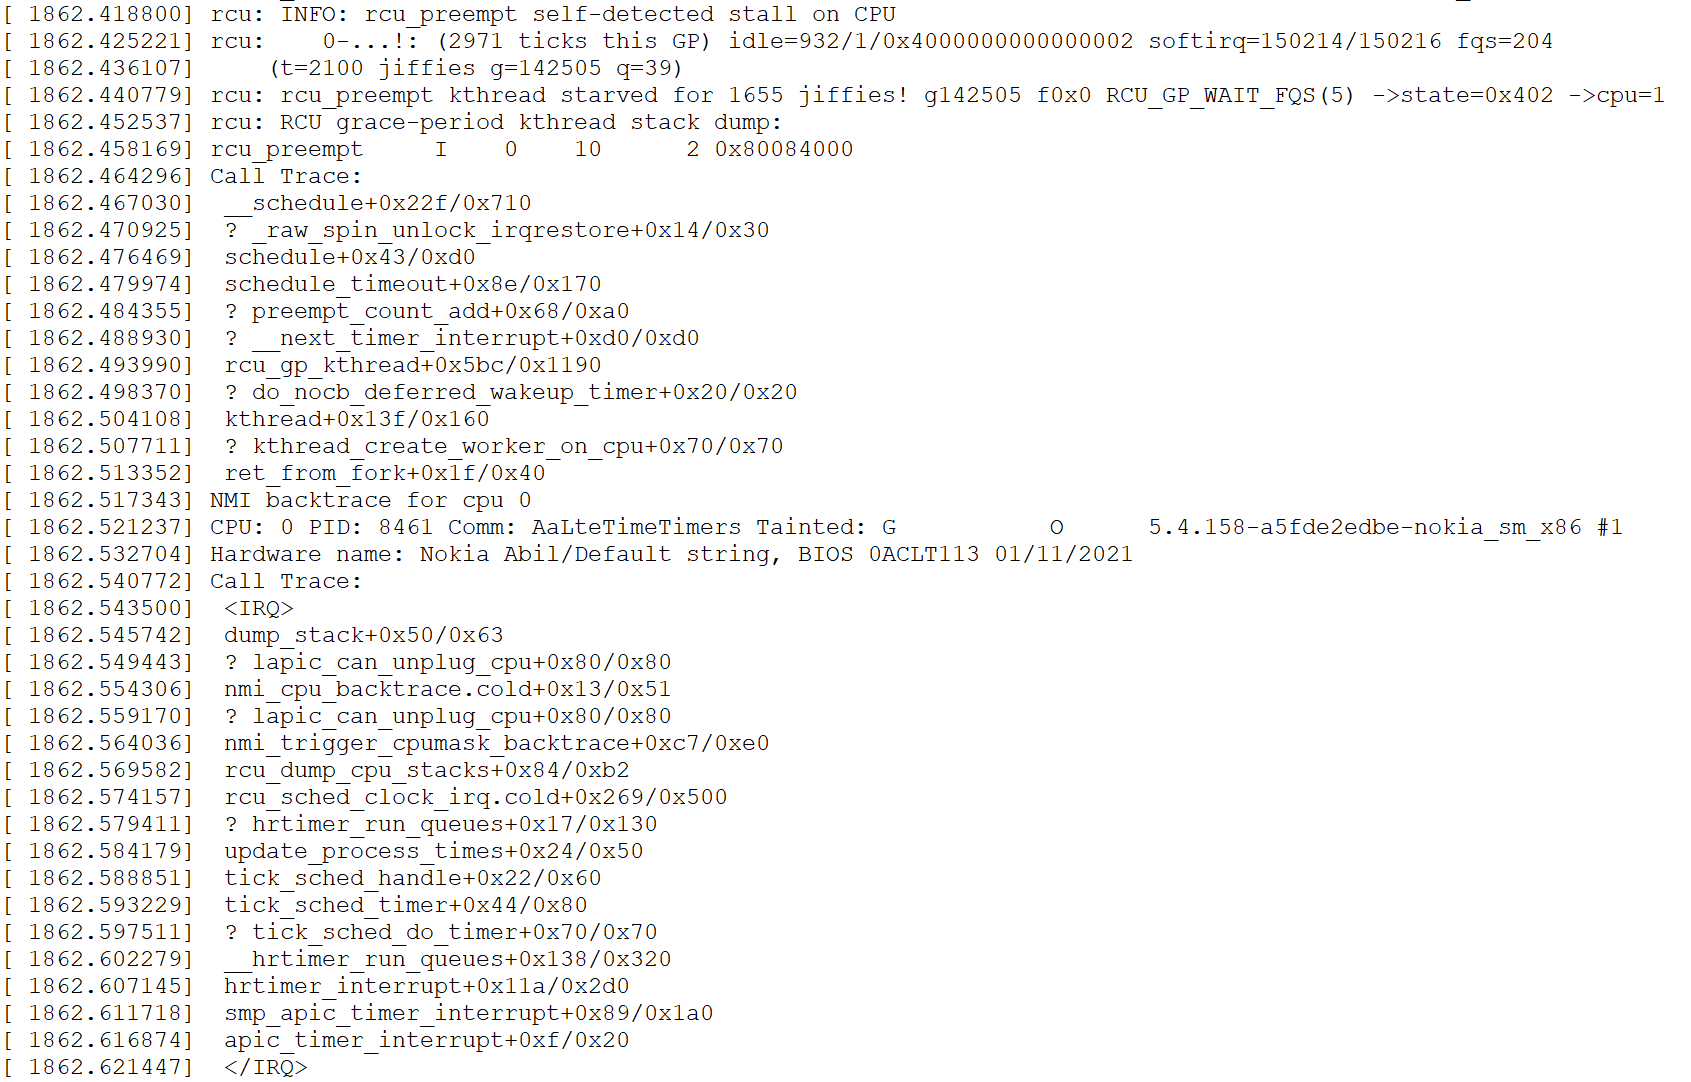 [ 1862.418800] rcu: INFO: rcu_preempt self-detected stall on CPU
[ 1862.425221] rcu:    0-...!: (2971 ticks this GP) idle=932/1/0x4000000000000002 softirq=150214/150216 fqs=204
[ 1862.436107]     (t=2100 jiffies g=142505 q=39)
[ 1862.440779] rcu: rcu_preempt kthread starved for 1655 jiffies! g142505 f0x0 RCU_GP_WAIT_FQS(5) ->state=0x402 ->cpu=1
[ 1862.452537] rcu: RCU grace-period kthread stack dump:
[ 1862.458169] rcu_preempt     I    0    10      2 0x80084000
[ 1862.464296] Call Trace:
[ 1862.467030]  __schedule+0x22f/0x710
[ 1862.470925]  ? _raw_spin_unlock_irqrestore+0x14/0x30
[ 1862.476469]  schedule+0x43/0xd0
[ 1862.479974]  schedule_timeout+0x8e/0x170
[ 1862.484355]  ? preempt_count_add+0x68/0xa0
[ 1862.488930]  ? __next_timer_interrupt+0xd0/0xd0
[ 1862.493990]  rcu_gp_kthread+0x5bc/0x1190
[ 1862.498370]  ? do_nocb_deferred_wakeup_timer+0x20/0x20
[ 1862.504108]  kthread+0x13f/0x160
[ 1862.507711]  ? kthread_create_worker_on_cpu+0x70/0x70
[ 1862.513352]  ret_from_fork+0x1f/0x40
[ 1862.517343] NMI backtrace for cpu 0
[ 1862.521237] CPU: 0 PID: 8461 Comm: AaLteTimeTimers Tainted: G           O      5.4.158-a5fde2edbe-nokia_sm_x86 #1
[ 1862.532704] Hardware name: Nokia Abil/Default string, BIOS 0ACLT113 01/11/2021
[ 1862.540772] Call Trace:
[ 1862.543500]  <IRQ>
[ 1862.545742]  dump_stack+0x50/0x63
[ 1862.549443]  ? lapic_can_unplug_cpu+0x80/0x80
[ 1862.554306]  nmi_cpu_backtrace.cold+0x13/0x51
[ 1862.559170]  ? lapic_can_unplug_cpu+0x80/0x80
[ 1862.564036]  nmi_trigger_cpumask_backtrace+0xc7/0xe0
[ 1862.569582]  rcu_dump_cpu_stacks+0x84/0xb2
[ 1862.574157]  rcu_sched_clock_irq.cold+0x269/0x500
[ 1862.579411]  ? hrtimer_run_queues+0x17/0x130
[ 1862.584179]  update_process_times+0x24/0x50
[ 1862.588851]  tick_sched_handle+0x22/0x60
[ 1862.593229]  tick_sched_timer+0x44/0x80
[ 1862.597511]  ? tick_sched_do_timer+0x70/0x70
[ 1862.602279]  __hrtimer_run_queues+0x138/0x320
[ 1862.607145]  hrtimer_interrupt+0x11a/0x2d0
[ 1862.611718]  smp_apic_timer_interrupt+0x89/0x1a0
[ 1862.616874]  apic_timer_interrupt+0xf/0x20
[ 1862.621447]  </IRQ>